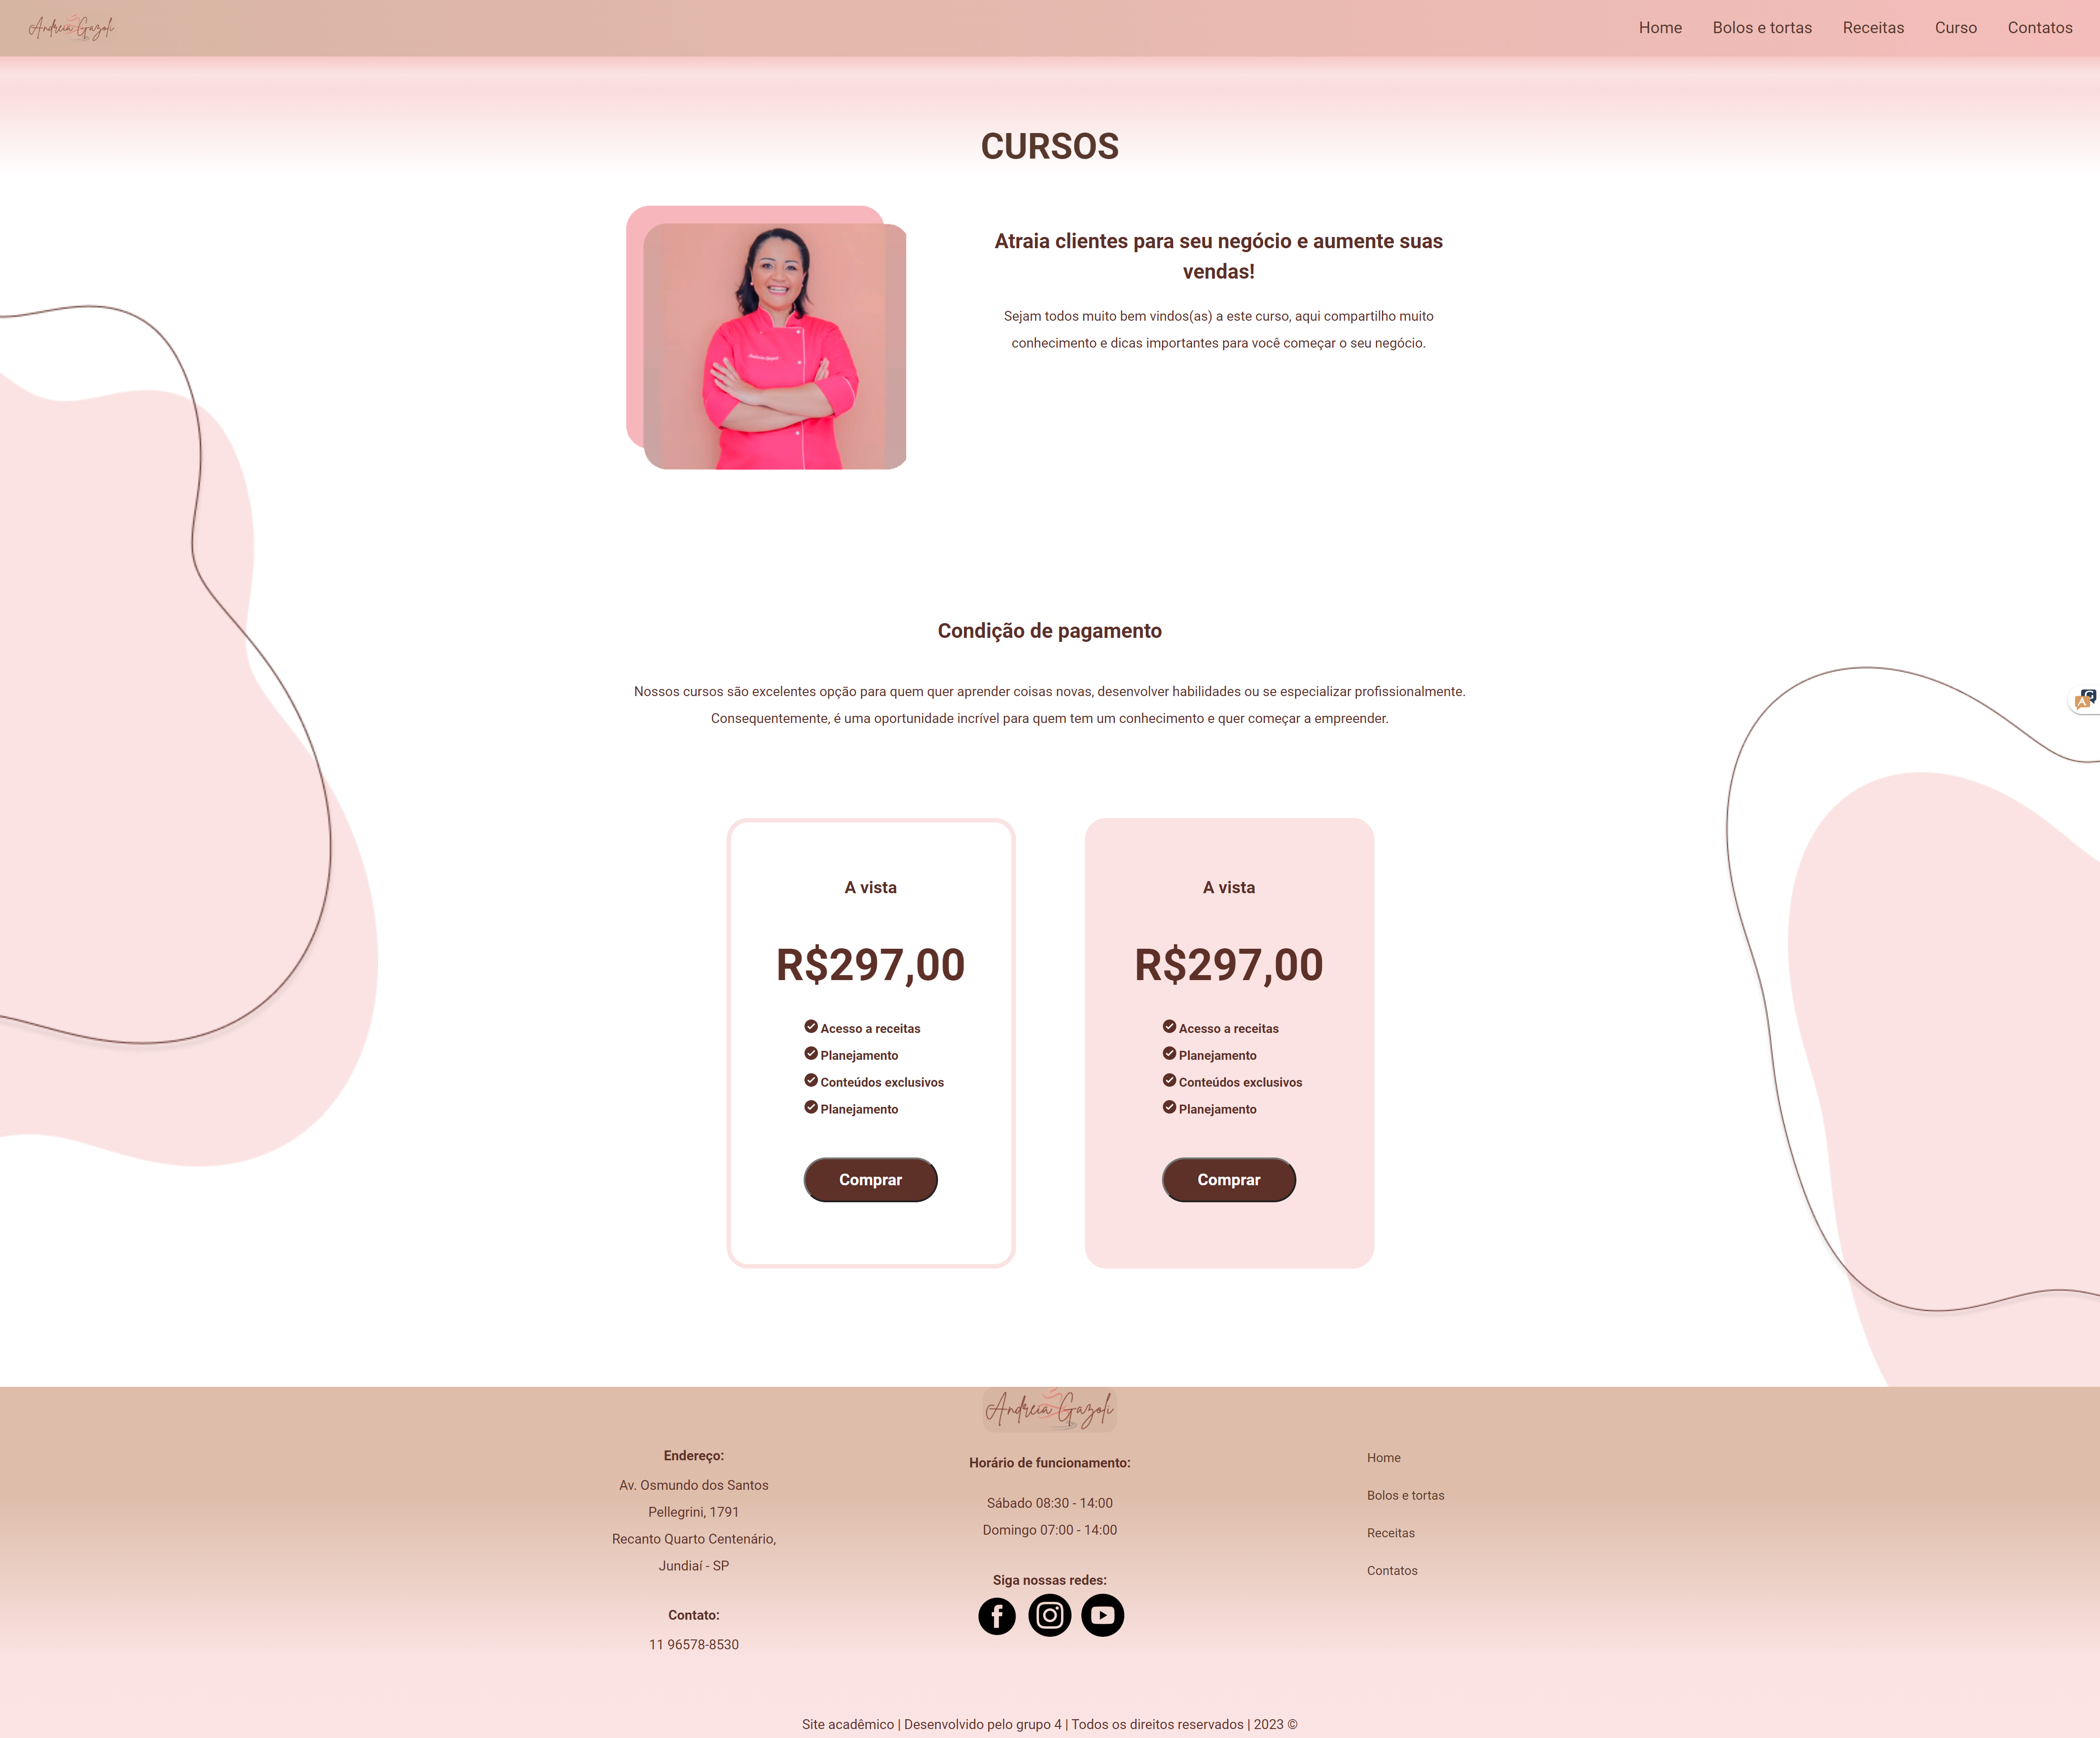 Andreia Gazoli
Home Bolos e tortas Receitas Curso Contatos
CURSOS
Atraia clientes para seu negócio e aumente suas
vendas!
Sejam todos muito bem vindos(as) a este curso, aqui compartilho muito
conhecimento e dicas importantes para você começar o seu negócio.
Condição de pagamento
Nossos cursos são excelentes opção para quem quer aprender coisas novas, desenvolver habilidades ou se especializar profissionalmente.
Consequentemente, é uma oportunidade incrível para quem tem um conhecimento e quer começar a empreender.
A vista
R$297,00
Acesso a receitas
Planejamento
Conteúdos exclusivos
Planejamento
Comprar
A vista
R$297,00
Acesso a receitas
Planejamento
Conteúdos exclusivos
Planejamento
Comprar
Andreia Gazoli
Endereço:
Av. Osmundo dos Santos
Pellegrini, 1791
Recanto Quarto Centenário,
Jundiaí - SP
Contato:
11 96578-8530
Horário de funcionamento:
Sábado 08:30 - 14:00
Domingo 07:00 - 14:00
Siga nossas redes:
Home
Bolos e tortas
Receitas
Contatos
Site acadêmico | Desenvolvido pelo grupo 4 | Todos os direitos reservados | 2023 ©